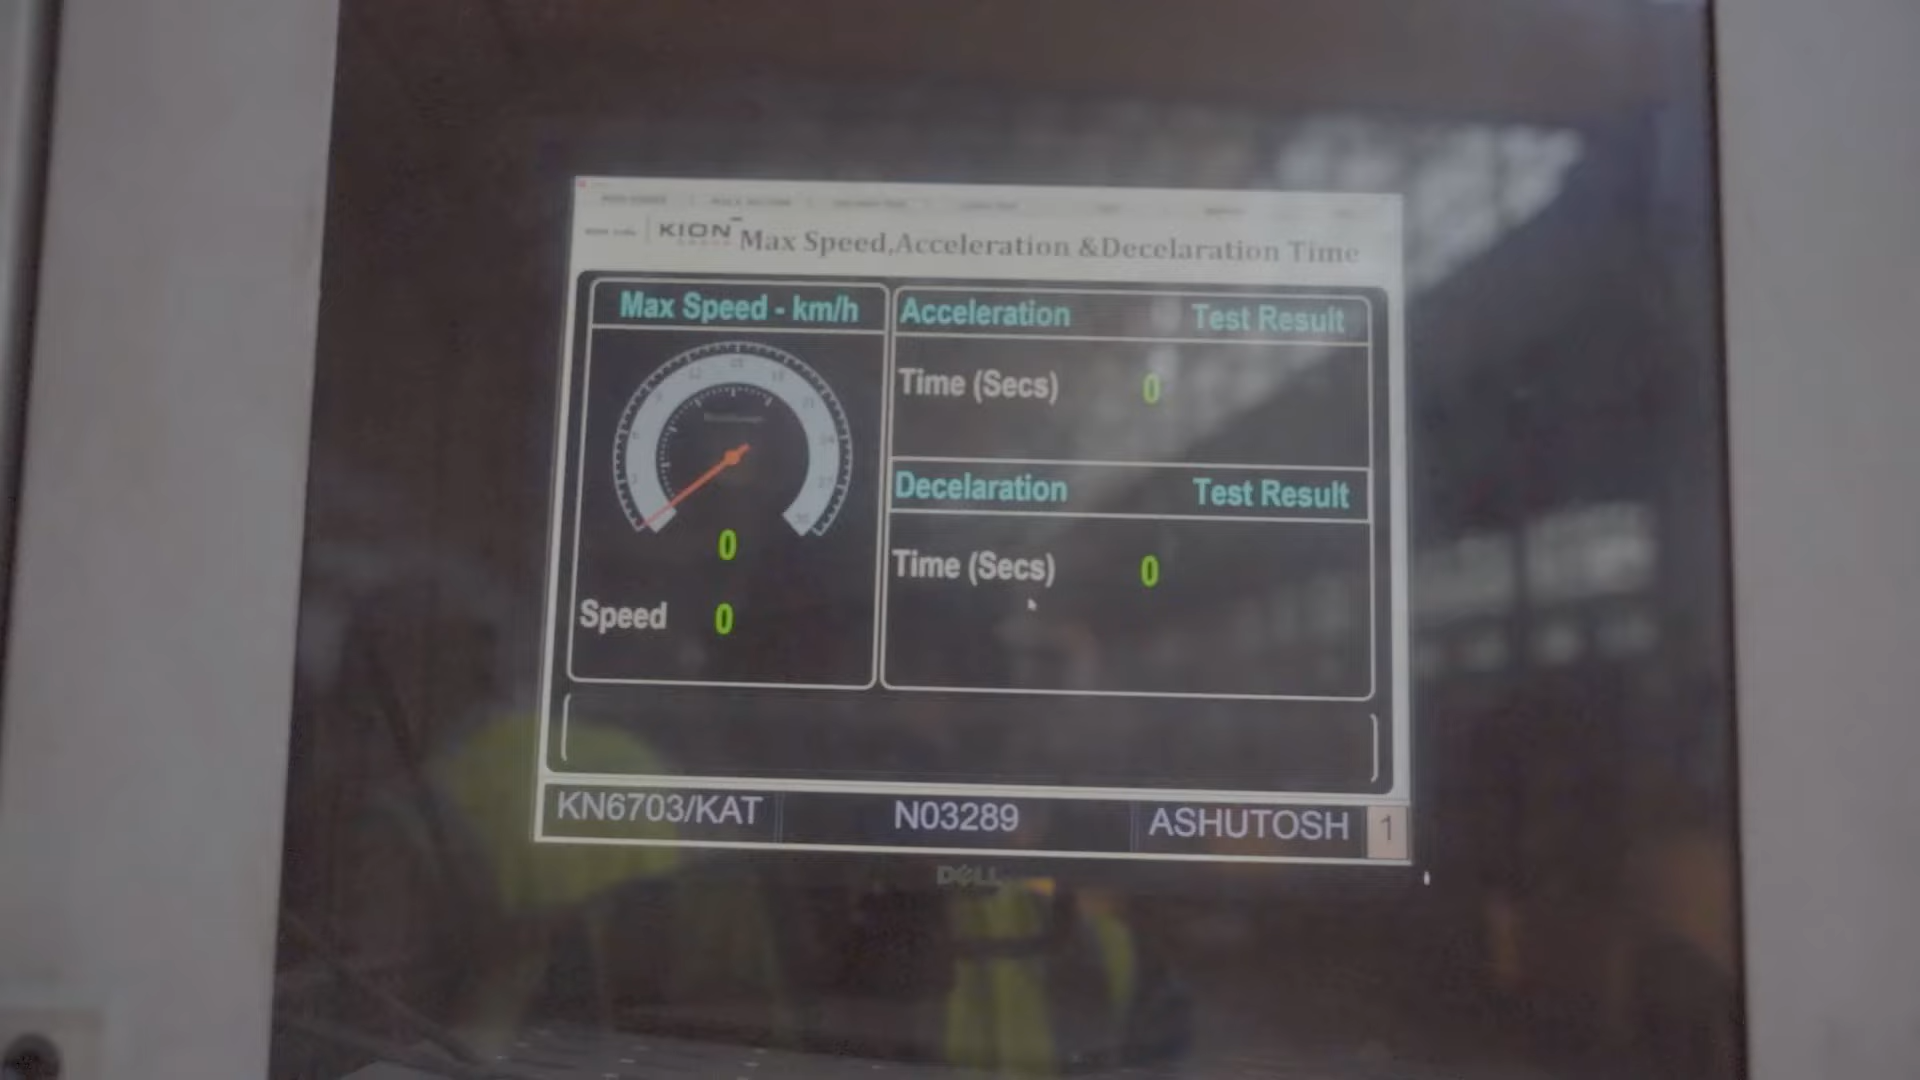 KION
Max Speed,Acceleration &Decelaration Time
Max Speed - km/h
Acceleration Test Result
Time (Secs) 0
Decelaration Test Result
Time (Secs) 0
0
Speed 0
KN6703/KAT N03289 ASHUTOSH 1
DELL